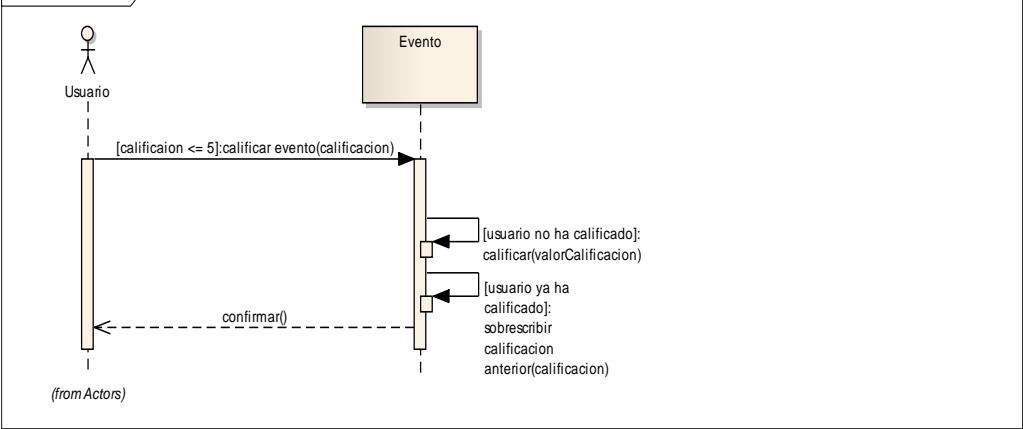 Evento
Usuario
[calificaion <= 5]:calificar evento(calificacion)
[usuario no ha calificado]:
calificar(valorCalificacion)
[usuario ya ha
calificado]:
sobrescribir
calificacion
anterior(calificacion)
confirmar()
(from Actors)